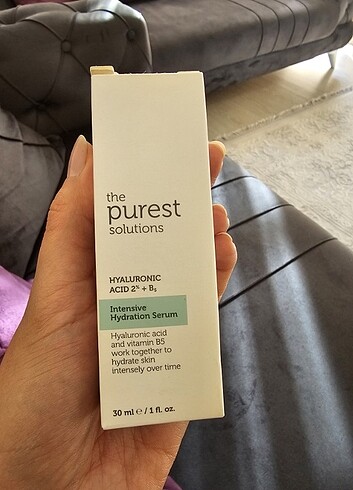 the
purest
solutions
HYALURONIC
ACID 2% + B₅
Intensive
Hydration Serum
Hyaluronic acid
and vitamin B5
work together to
hydrate skin
intensely over time
30 ml ℮ / 1 fl. oz.